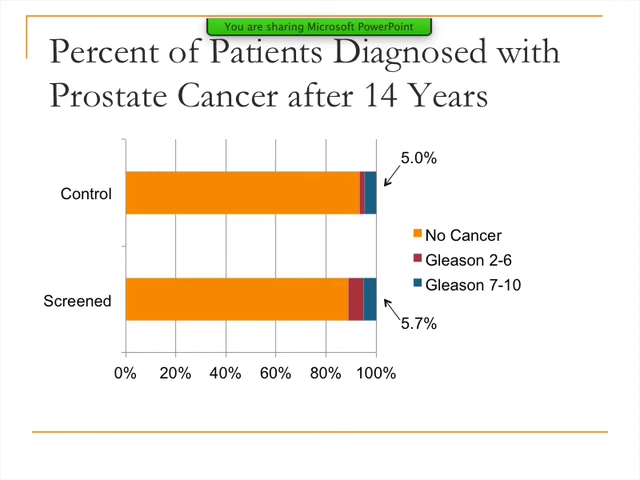 You are sharing Microsoft PowerPoint
Percent of Patients Diagnosed with
Prostate Cancer after 14 Years
5.0%
Control
No Cancer
Gleason 2-6
Gleason 7-10
Screened
5.7%
0% 20% 40% 60% 80% 100%